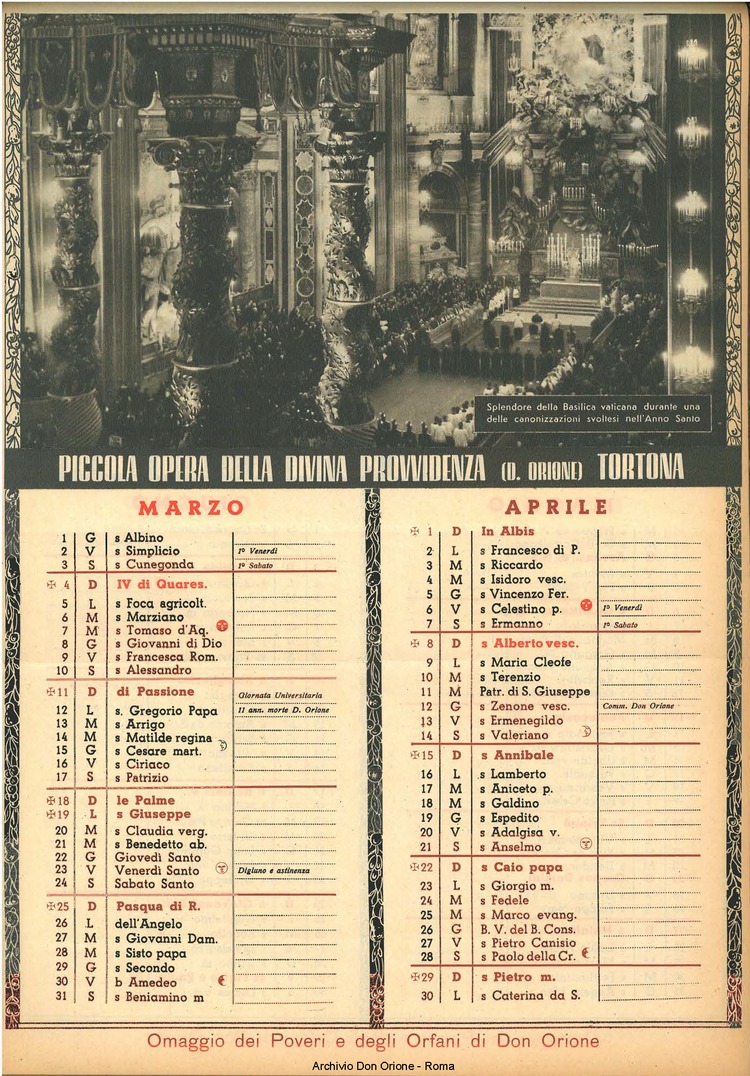 Splendore della Basilica vaticana durante una
delle canonizzazioni svoltesi nell'Anno Santo
PICCOLA OPERA DELLA DIVINA PROVVIDENZA (D. ORIONE) TORTONA
MARZO
1 G s Albino
2 V s Simplicio 1º Venerdì
3 S s Cunegonda 1º Sabato
✠ 4 D IV di Quares.
5 L s Foca agricolt.
6 M s Marziano
7 M s Tomaso d'Aq.
8 G s Giovanni di Dio
9 V s Francesca Rom.
10 S s Alessandro
✠ 11 D di Passione Giornata Universitaria
12 L s. Gregorio Papa 11 ann. morte D. Orione
13 M s Arrigo
14 M s Matilde regina
15 G s Cesare mart.
16 V s Ciriaco
17 S s Patrizio
✠ 18 D le Palme
✠ 19 L s Giuseppe
20 M s Claudia verg.
21 M s Benedetto ab.
22 G Giovedì Santo
23 V Venerdì Santo Digiuno e astinenza
24 S Sabato Santo
✠ 25 D Pasqua di R.
26 L dell'Angelo
27 M s Giovanni Dam.
28 M s Sisto papa
29 G s Secondo
30 V b Amedeo
31 S s Beniamino m
APRILE
✠ 1 D In Albis
2 L s Francesco di P.
3 M s Riccardo
4 M s Isidoro vesc.
5 G s Vincenzo Fer.
6 V s Celestino p. 1º Venerdì
7 S s Ermanno 1º Sabato
✠ 8 D s Alberto vesc.
9 L s Maria Cleofe
10 M s Terenzio
11 M Patr. di S. Giuseppe
12 G s Zenone vesc. Comm. Don Orione
13 V s Ermenegildo
14 S s Valeriano
✠ 15 D s Annibale
16 L s Lamberto
17 M s Aniceto p.
18 M s Galdino
19 G s Espedito
20 V s Adalgisa v.
21 S s Anselmo
✠ 22 D s Caio papa
23 L s Giorgio m.
24 M s Fedele
25 M s Marco evang.
26 G B. V. del B. Cons.
27 V s Pietro Canisio
28 S s Paolo della Cr.
✠ 29 D s Pietro m.
30 L s Caterina da S.
Omaggio dei Poveri e degli Orfani di Don Orione
Archivio Don Orione - Roma